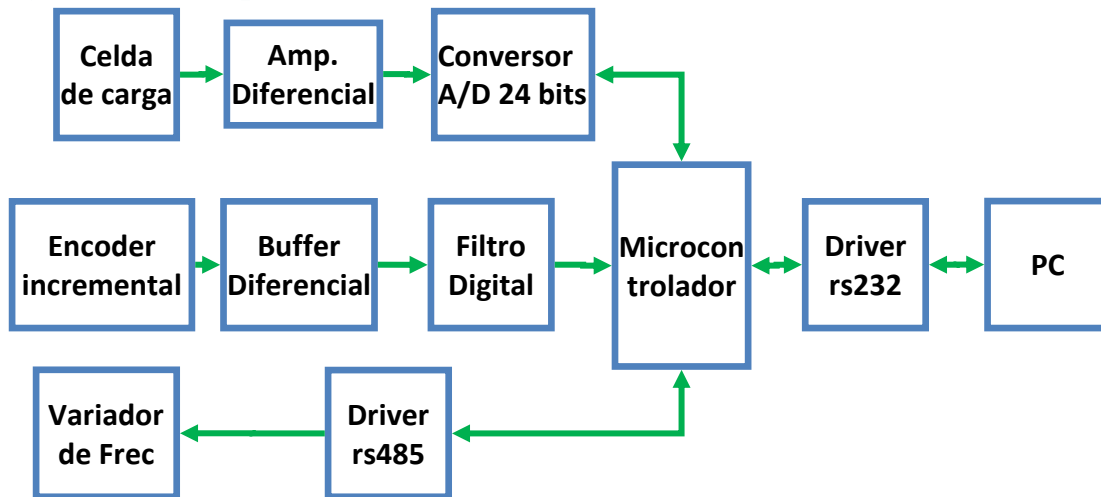 Celda
de carga
Amp.
Diferencial
Conversor
A/D 24 bits
Encoder
incremental
Buffer
Diferencial
Filtro
Digital
Microcon
trolador
Driver
rs232
PC
Variador
de Frec
Driver
rs485